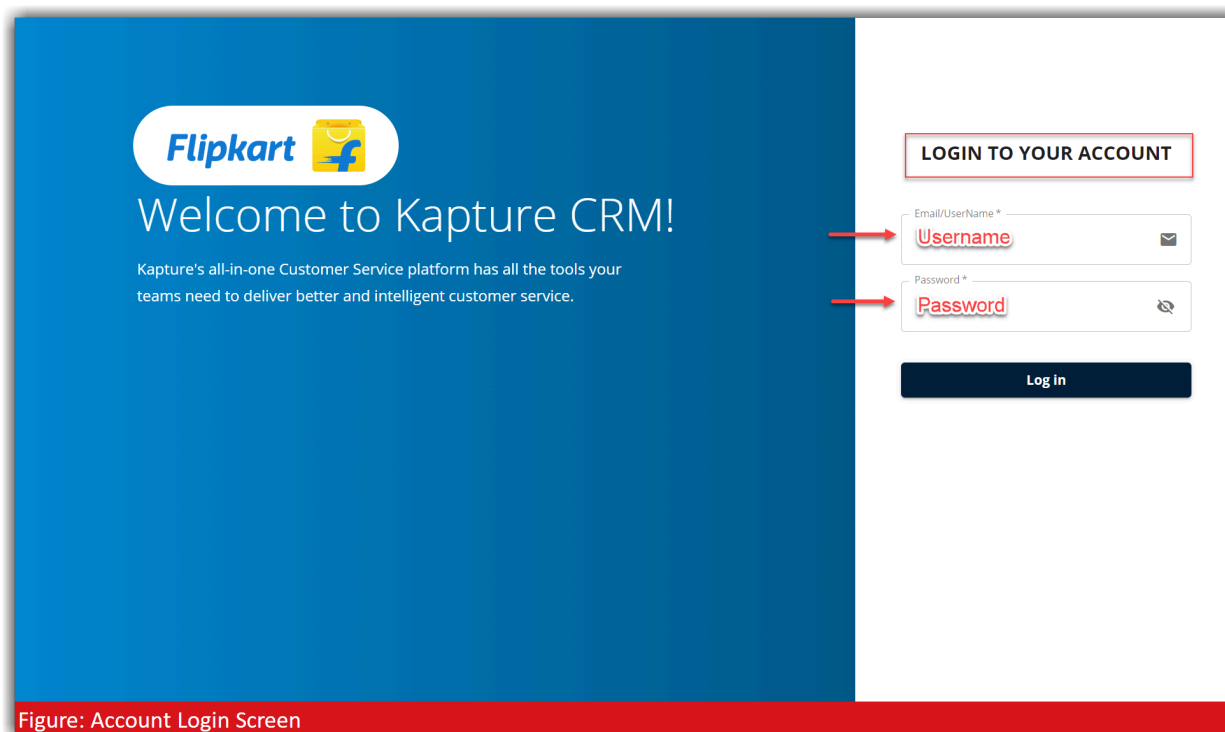 Flipkart
Welcome to Kapture CRM!
Kapture's all-in-one Customer Service platform has all the tools your
teams need to deliver better and intelligent customer service.
LOGIN TO YOUR ACCOUNT
Email/UserName *
Username
Password *
Password
Log in
Figure: Account Login Screen